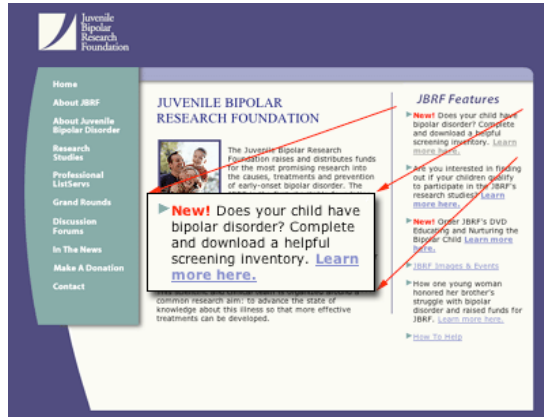 Juvenile
Bipolar
Research
Foundation
Home
About JBRF
About Juvenile
Bipolar Disorder
Research
Studies
Professional
ListServs
Grand Rounds
Discussion
Forums
In The News
Make A Donation
Contact
JUVENILE BIPOLAR
RESEARCH FOUNDATION
The Juvenile Bipolar Research
Foundation raises and distributes funds
for the most promising research into
the causes, treatments and prevention
of early-onset bipolar disorder. The
New! Does your child have
bipolar disorder? Complete
and download a helpful
screening inventory. Learn
more here.
common research aim: to advance the state of
knowledge about this illness so that more effective
treatments can be developed.
JBRF Features
New! Does your child have
bipolar disorder? Complete
and download a helpful
screening inventory. Learn
more here.
Are you interested in finding
out if your children qualify
to participate in the JBRF's
research studies? Learn
more here.
New! Order JBRF's DVD
Educating and Nurturing the
Bipolar Child Learn more
here.
JBRF Images & Events
How one young woman
honored her brother's
struggle with bipolar
disorder and raised funds for
JBRF. Learn more here.
How To Help